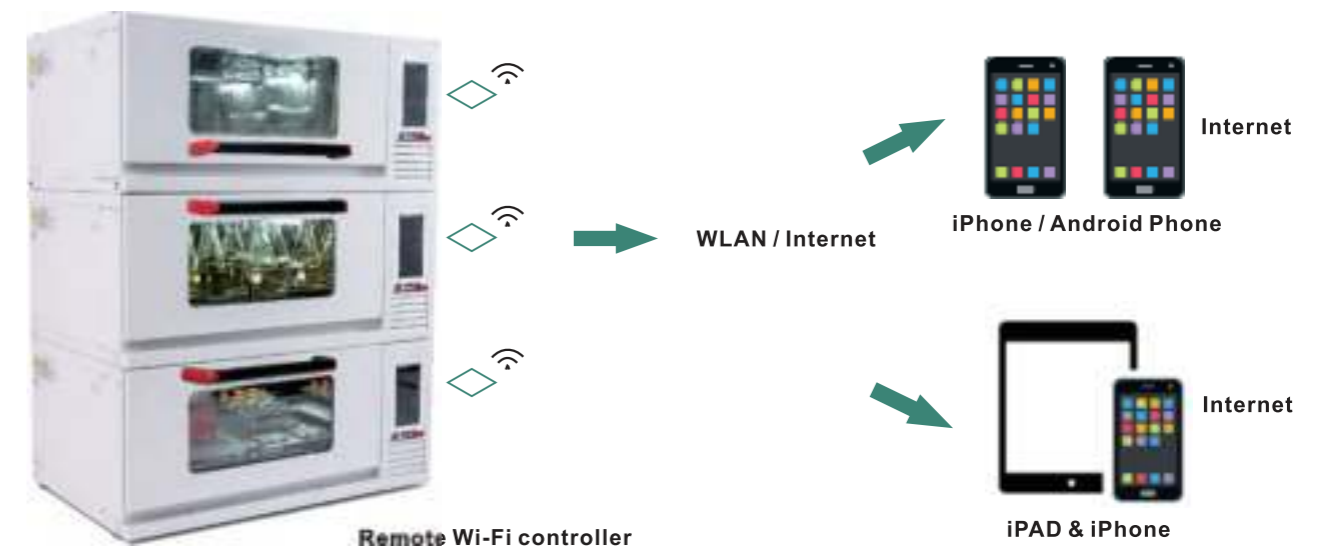 Internet
iPhone / Android Phone
WLAN / Internet
Internet
iPAD & iPhone
Remote Wi-Fi controller